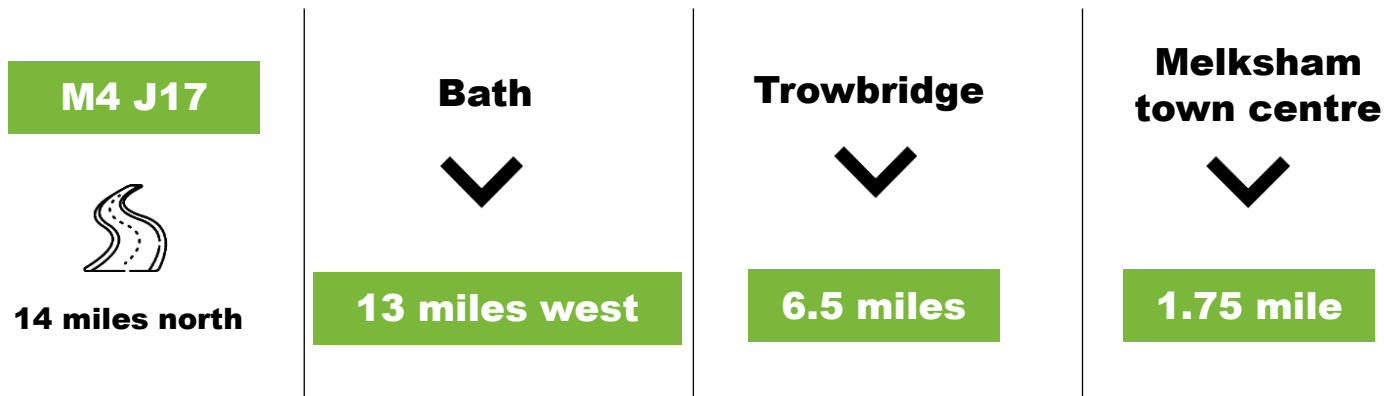 M4 J17
14 miles north
Bath
13 miles west
Trowbridge
6.5 miles
Melksham
town centre
1.75 mile